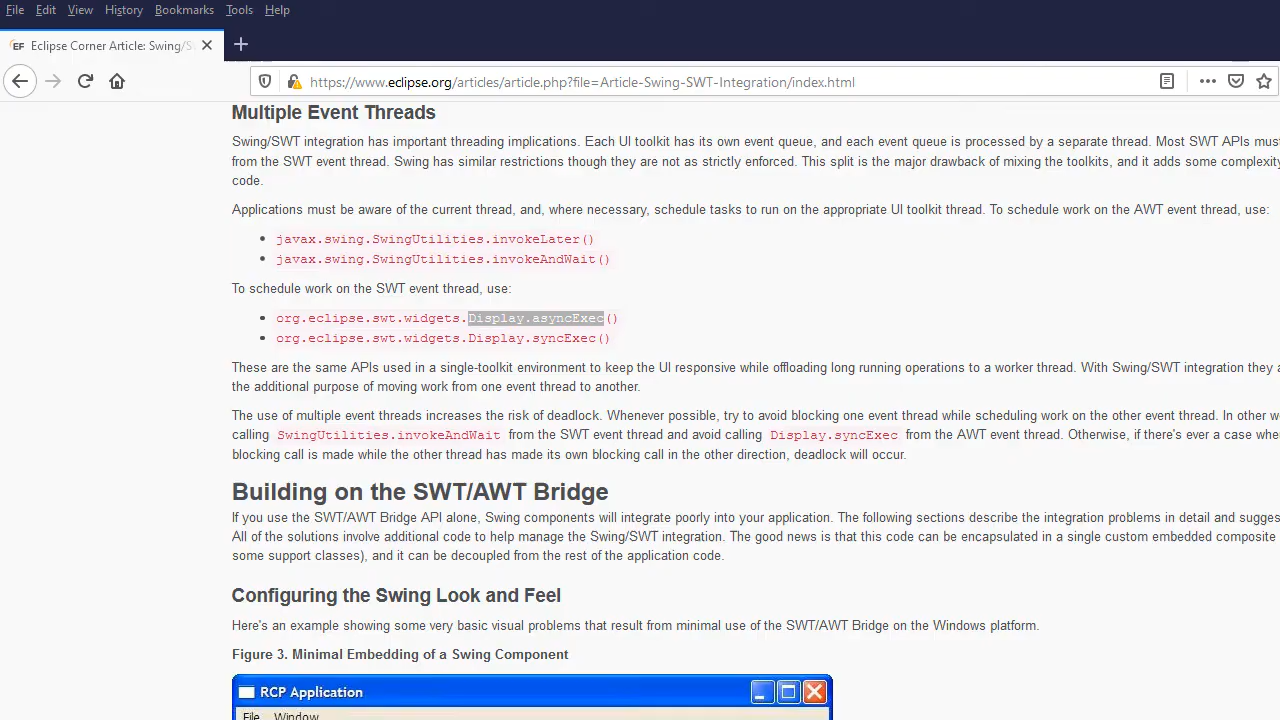 File Edit View History Bookmarks Tools Help
EF Eclipse Corner Article: Swing/S
https://www.eclipse.org/articles/article.php?file=Article-Swing-SWT-Integration/index.html
Multiple Event Threads
Swing/SWT integration has important threading implications. Each UI toolkit has its own event queue, and each event queue is processed by a separate thread. Most SWT APIs mus
from the SWT event thread. Swing has similar restrictions though they are not as strictly enforced. This split is the major drawback of mixing the toolkits, and it adds some complexity
code.
Applications must be aware of the current thread, and, where necessary, schedule tasks to run on the appropriate UI toolkit thread. To schedule work on the AWT event thread, use:
• javax.swing.SwingUtilities.invokeLater()
• javax.swing.SwingUtilities.invokeAndWait()
To schedule work on the SWT event thread, use:
• org.eclipse.swt.widgets.Display.asyncExec()
• org.eclipse.swt.widgets.Display.syncExec()
These are the same APIs used in a single-toolkit environment to keep the UI responsive while offloading long running operations to a worker thread. With Swing/SWT integration they a
the additional purpose of moving work from one event thread to another.
The use of multiple event threads increases the risk of deadlock. Whenever possible, try to avoid blocking one event thread while scheduling work on the other event thread. In other w
calling SwingUtilities.invokeAndWait from the SWT event thread and avoid calling Display.syncExec from the AWT event thread. Otherwise, if there's ever a case wher
blocking call is made while the other thread has made its own blocking call in the other direction, deadlock will occur.
Building on the SWT/AWT Bridge
If you use the SWT/AWT Bridge API alone, Swing components will integrate poorly into your application. The following sections describe the integration problems in detail and sugges
All of the solutions involve additional code to help manage the Swing/SWT integration. The good news is that this code can be encapsulated in a single custom embedded composite
some support classes), and it can be decoupled from the rest of the application code.
Configuring the Swing Look and Feel
Here's an example showing some very basic visual problems that result from minimal use of the SWT/AWT Bridge on the Windows platform.
Figure 3. Minimal Embedding of a Swing Component
RCP Application
File Window